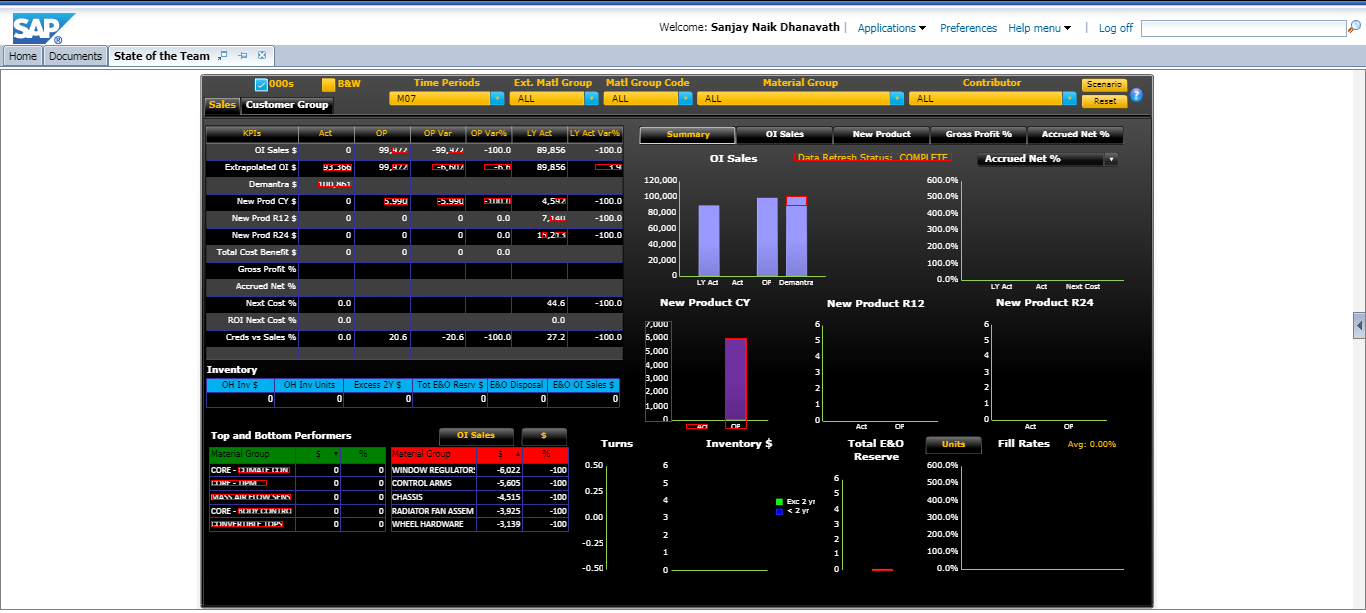 SAP ®
Welcome: Sanjay Naik Dhanavath | Applications Preferences Help menu | Log off
Home Documents State of the Team
000s B&W Time Periods Ext. Matl Group Matl Group Code Material Group Contributor Scenario
M07 ALL ALL ALL ALL Reset ?
Sales Customer Group
KPIs Act OP OP Var OP Var% LY Act LY Act Var%
OI Sales $ 0 99,472 -99,472 -100.0 89,856 -100.0
Extrapolated OI $ 93,366 99,972 -6,607 -6.6 89,856 3.9
Demantra $ 100,861
New Prod CY $ 0 5,990 -5,990 -100.0 4,592 -100.0
New Prod R12 $ 0 0 0 0.0 7,140 -100.0
New Prod R24 $ 0 0 0 0.0 -100.0
Total Cost Benefit $ 0 0 0 0.0
Gross Profit %
Accrued Net %
Next Cost % 0.0 44.6 -100.0
ROI Next Cost % 0.0 0.0
Creds vs Sales % 0.0 20.6 -20.6 -100.0 27.2 -100.0
Inventory
OH Inv $ OH Inv Units Excess 2Y $ Tot E&O Resrv $ E&O Disposal E&O OI Sales $
0 0 0 0 0 0
Top and Bottom Performers OI Sales $
Material Group $ %
CORE - CLIMATE CON 0 0
CORE - DPM 0 0
MASS AIR FLOW SENS 0 0
CORE - BODY CONTRO 0 0
CONVERTIBLE TOPS 0 0
Material Group $ %
WINDOW REGULATORS -6,022 -100
CONTROL ARMS -5,605 -100
CHASSIS -4,515 -100
RADIATOR FAN ASSEM -3,925 -100
WHEEL HARDWARE -3,139 -100
Summary OI Sales New Product Gross Profit % Accrued Net %
OI Sales Data Refresh Status: COMPLETE Accrued Net %
120,000
100,000
80,000
60,000
40,000
20,000
0
LY Act Act OP Demantra
600.0%
500.0%
400.0%
300.0%
200.0%
100.0%
0.0%
LY Act Act Next Cost
New Product CY
7,000
6,000
5,000
4,000
3,000
2,000
1,000
0
Act OP
New Product R12
6
5
4
3
2
1
0
Act OP
New Product R24
6
5
4
3
2
1
0
Act OP
Turns
0.50
0.25
0.00
-0.25
-0.50
Inventory $
6
5
4
3
2
1
0
Exc 2 yr
< 2 yr
Total E&O
Reserve
6
5
4
3
2
1
0
Units Fill Rates Avg: 0.00%
600.0%
500.0%
400.0%
300.0%
200.0%
100.0%
0.0%